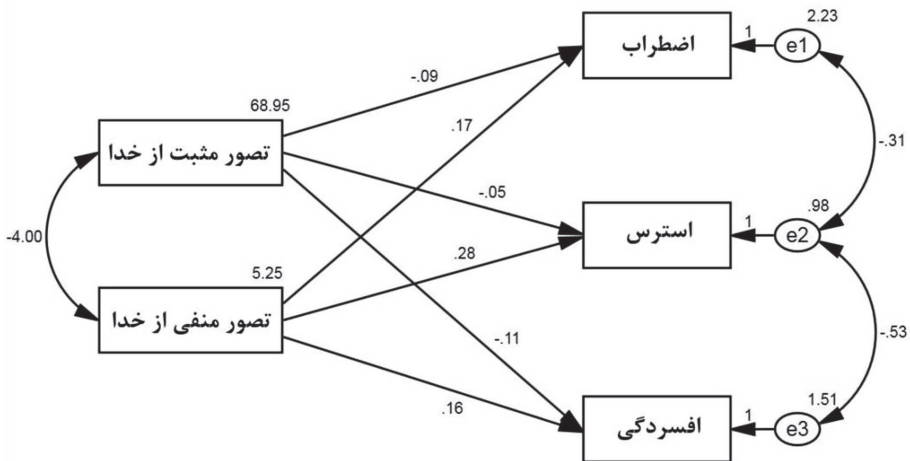 2.23
اضطراب
1
e1
-.09
68.95
.17
تصور مثبت از خدا
-.31
-.05
.98
استرس
1
e2
-4.00
.28
5.25
تصور منفی از خدا
-.11
-.53
.16
1.51
افسردگی
1
e3